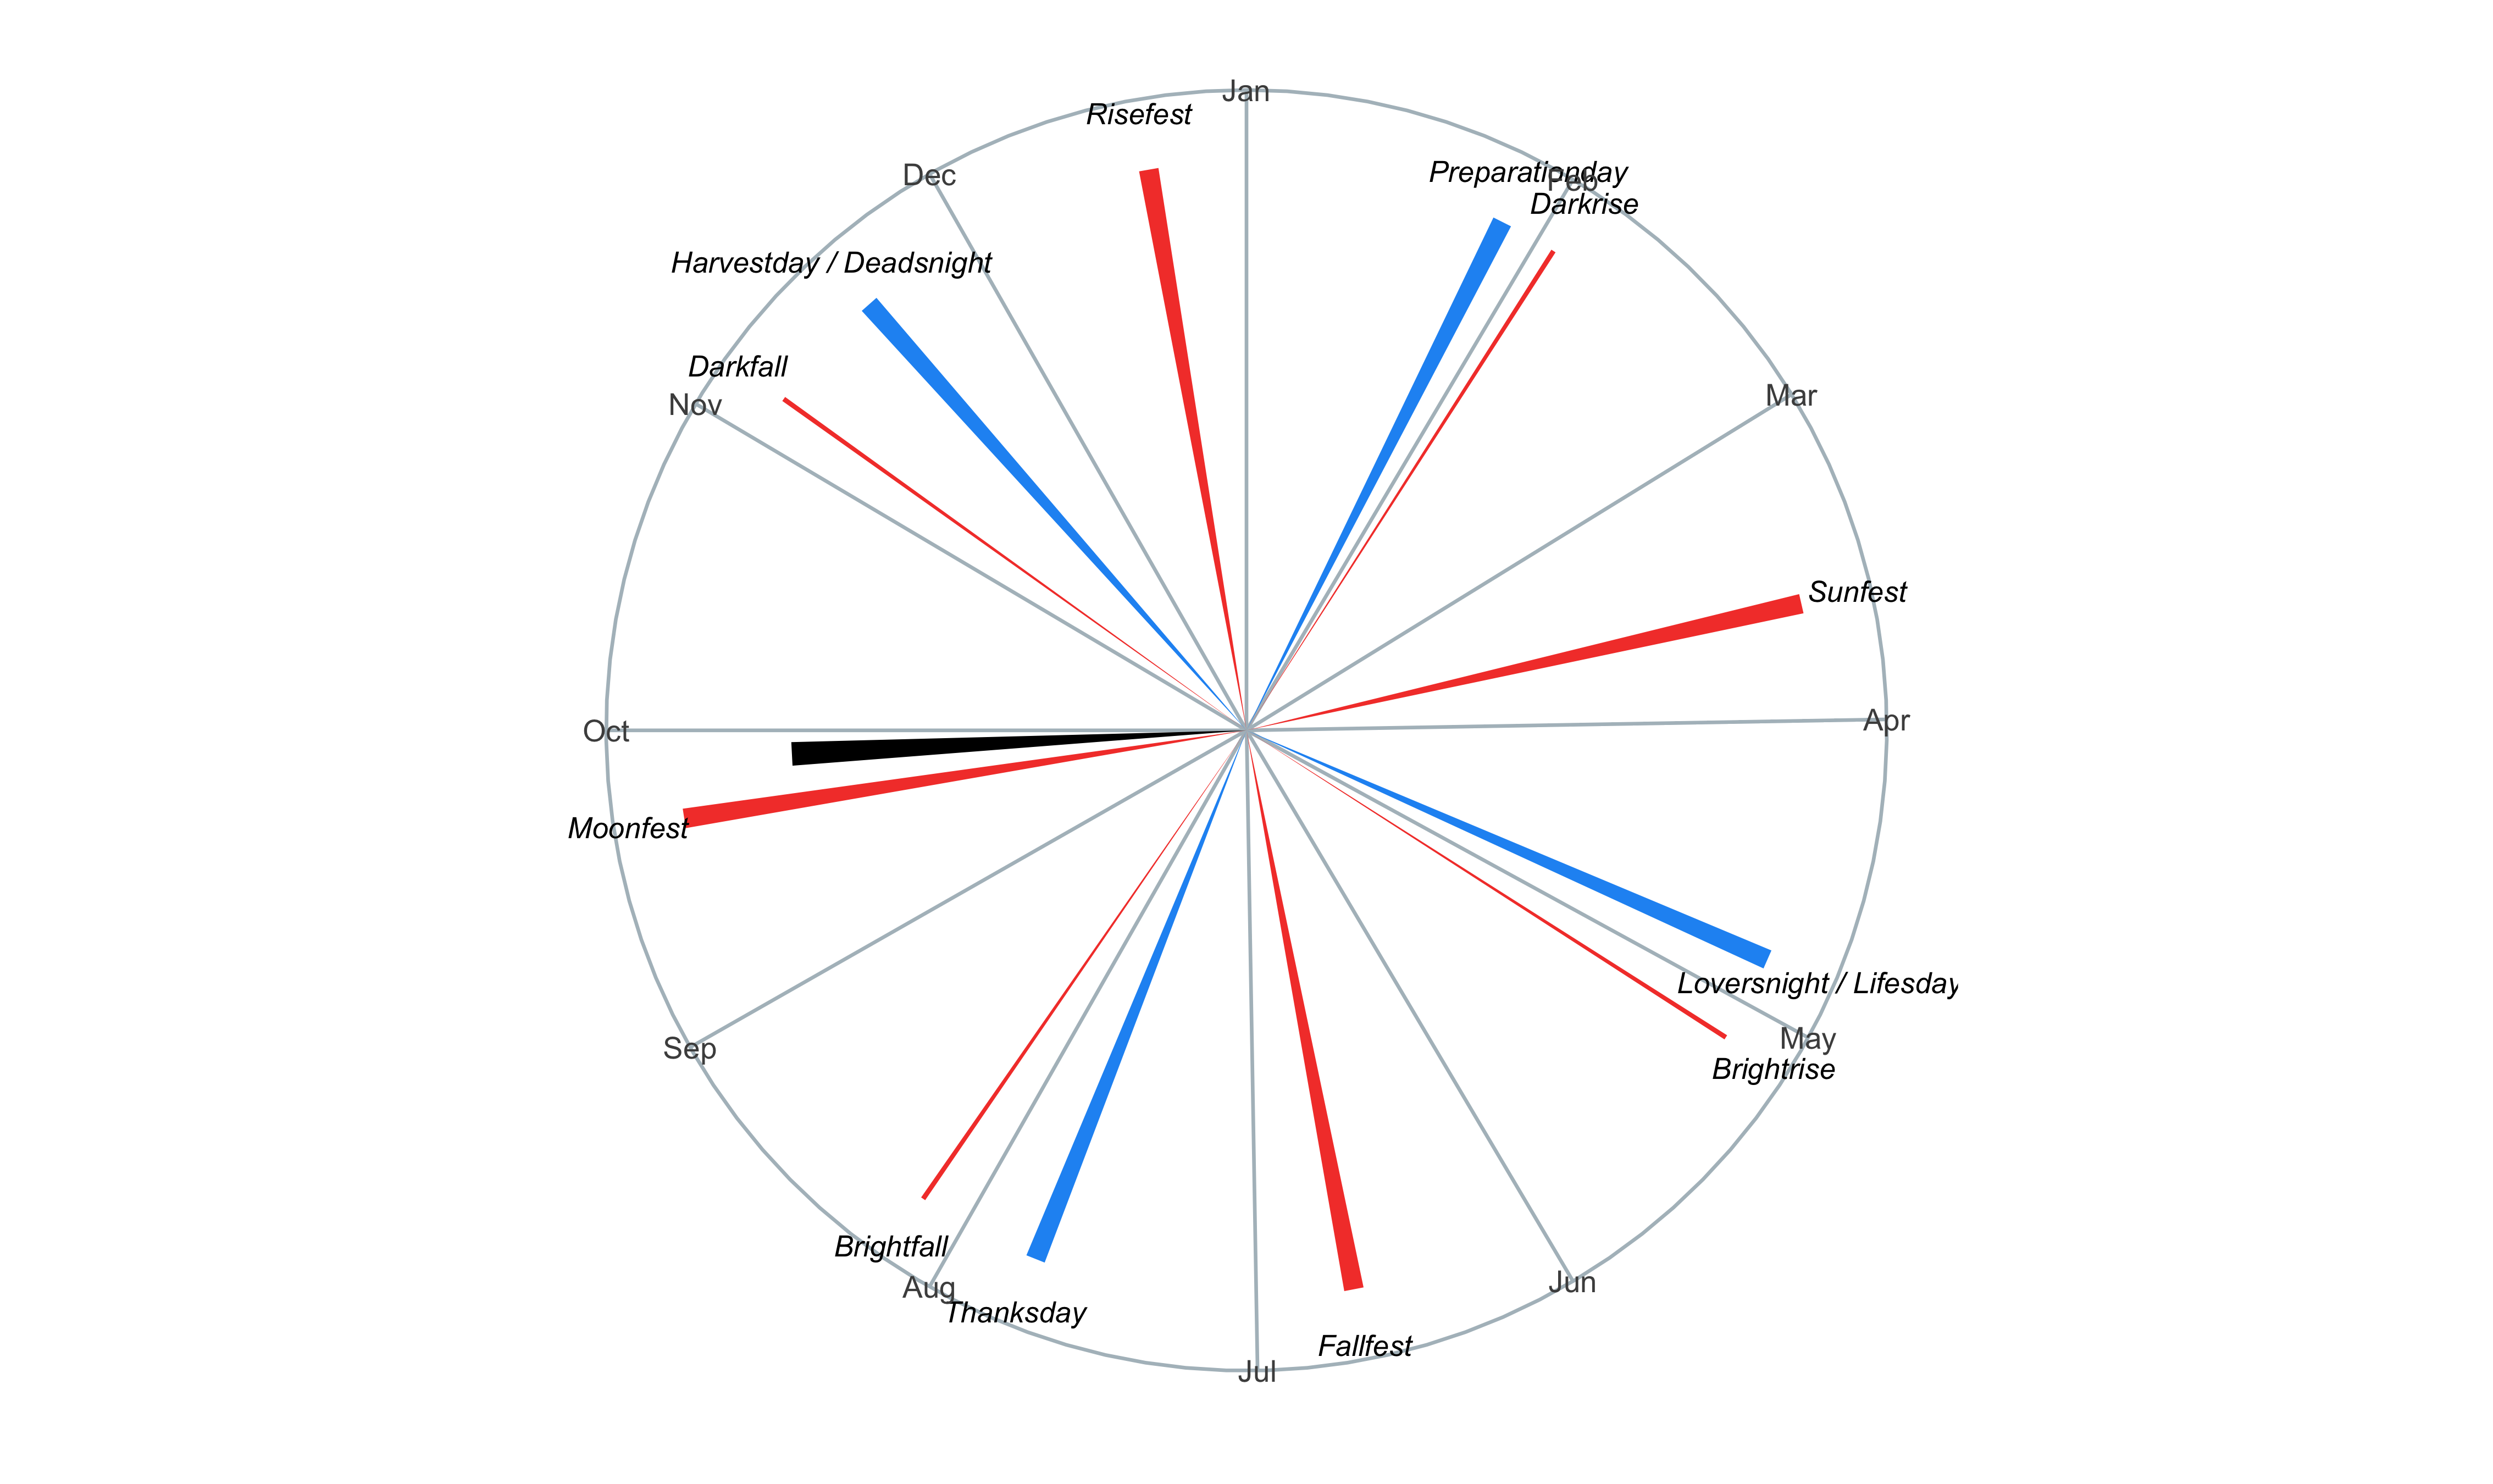 Jan
Risefest
Preparationday
Dec
Feb
Darkrise
Harvestday / Deadsnight
Darkfall
Mar
Nov
Sunfest
Apr
Oct
Moonfest
Loversnight / Lifesday
May
Sep
Brightrise
Brightfall
Jun
Aug
Thanksday
Fallfest
Jul